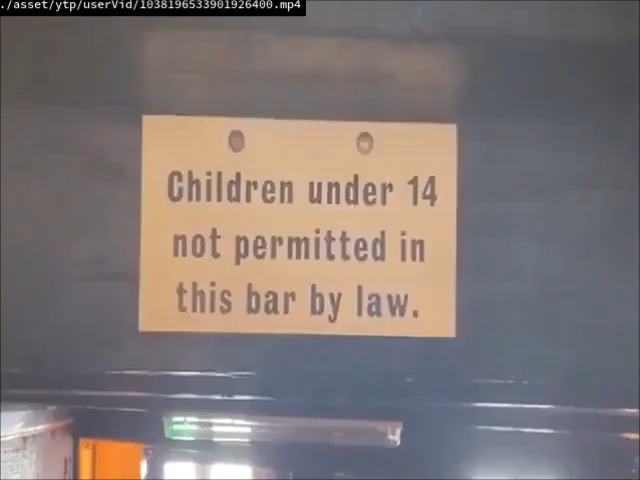 ./asset/ytp/userVid/1038196533901926400.mp4
Children under 14
not permitted in
this bar by law.